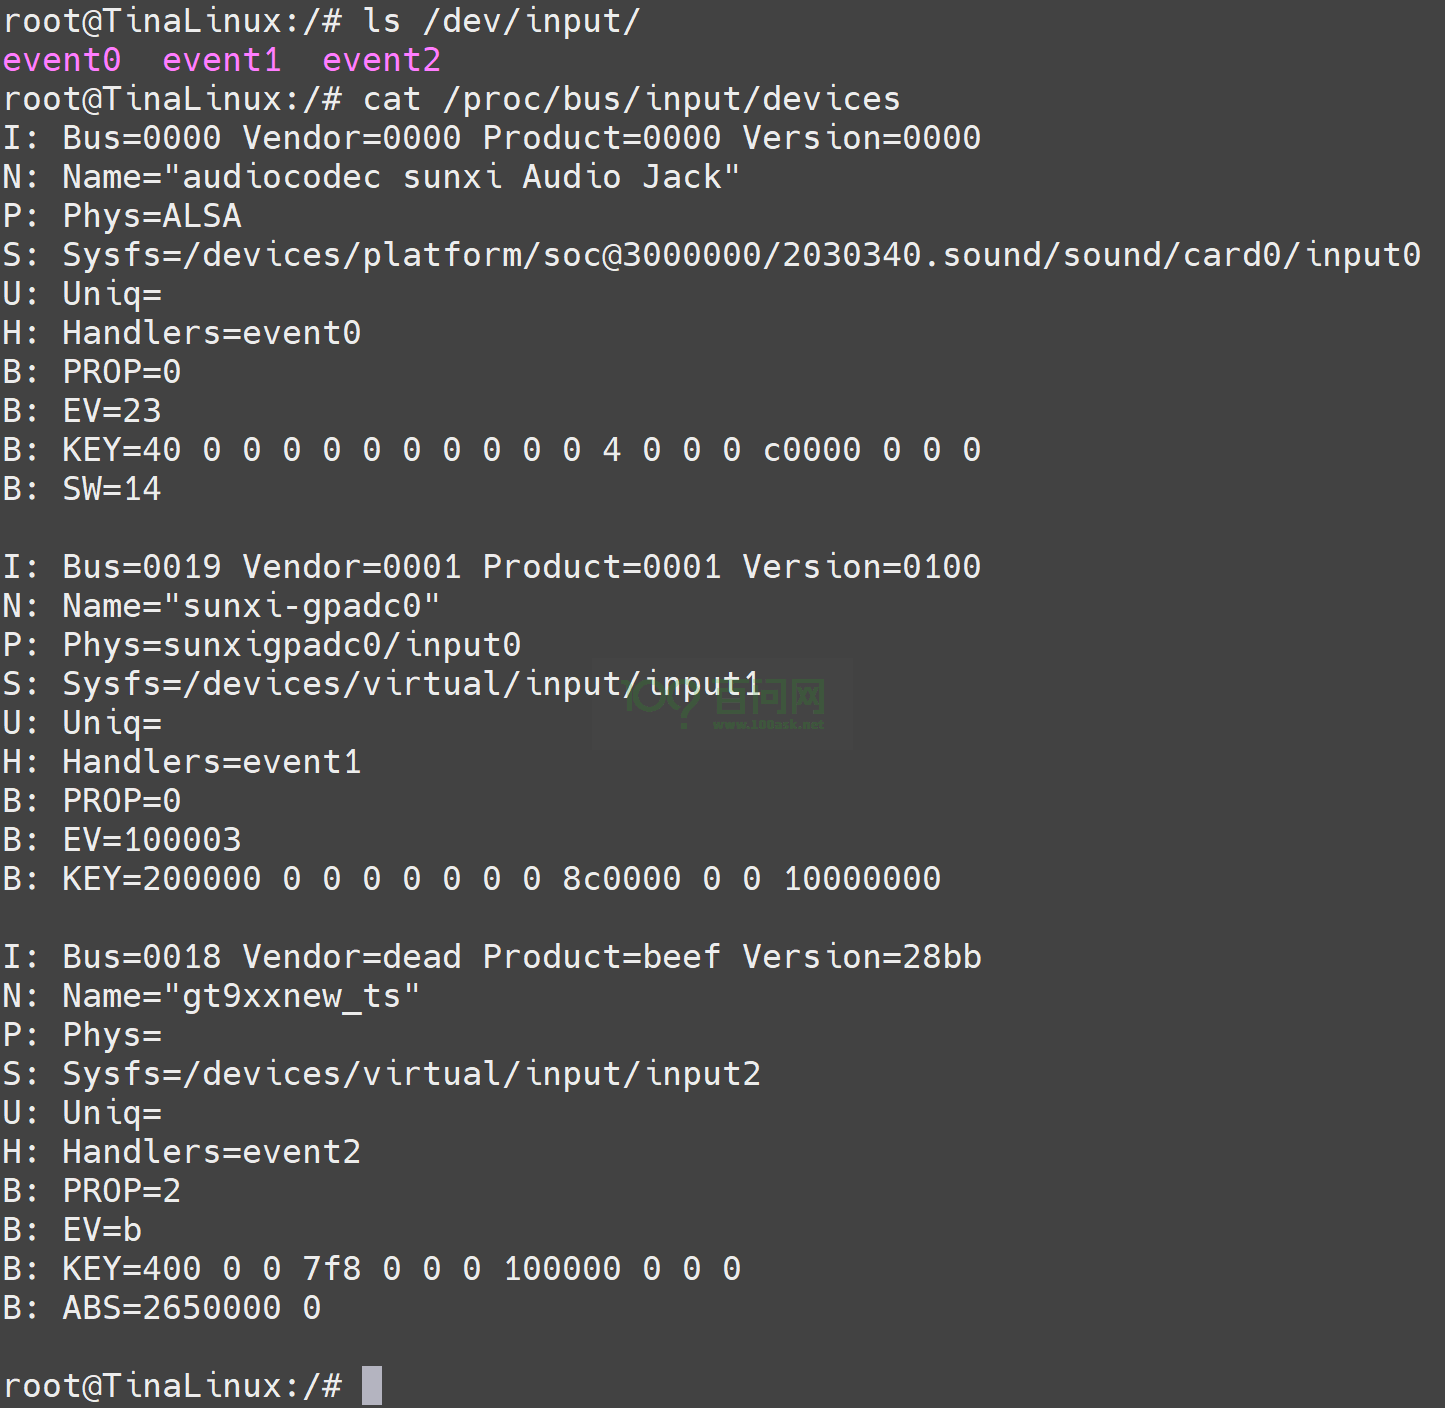 root@TinaLinux:/# ls /dev/input/
event0  event1  event2
root@TinaLinux:/# cat /proc/bus/input/devices
I: Bus=0000 Vendor=0000 Product=0000 Version=0000
N: Name="audiocodec sunxi Audio Jack"
P: Phys=ALSA
S: Sysfs=/devices/platform/soc@3000000/2030340.sound/sound/card0/input0
U: Uniq=
H: Handlers=event0
B: PROP=0
B: EV=23
B: KEY=40 0 0 0 0 0 0 0 0 0 0 4 0 0 0 c0000 0 0 0
B: SW=14

I: Bus=0019 Vendor=0001 Product=0001 Version=0100
N: Name="sunxi-gpadc0"
P: Phys=sunxigpadc0/input0
S: Sysfs=/devices/virtual/input/input1
百问网
www.100ask.net
U: Uniq=
H: Handlers=event1
B: PROP=0
B: EV=100003
B: KEY=200000 0 0 0 0 0 0 0 8c0000 0 0 10000000

I: Bus=0018 Vendor=dead Product=beef Version=28bb
N: Name="gt9xxnew_ts"
P: Phys=
S: Sysfs=/devices/virtual/input/input2
U: Uniq=
H: Handlers=event2
B: PROP=2
B: EV=b
B: KEY=400 0 0 7f8 0 0 0 100000 0 0 0
B: ABS=2650000 0

root@TinaLinux:/#